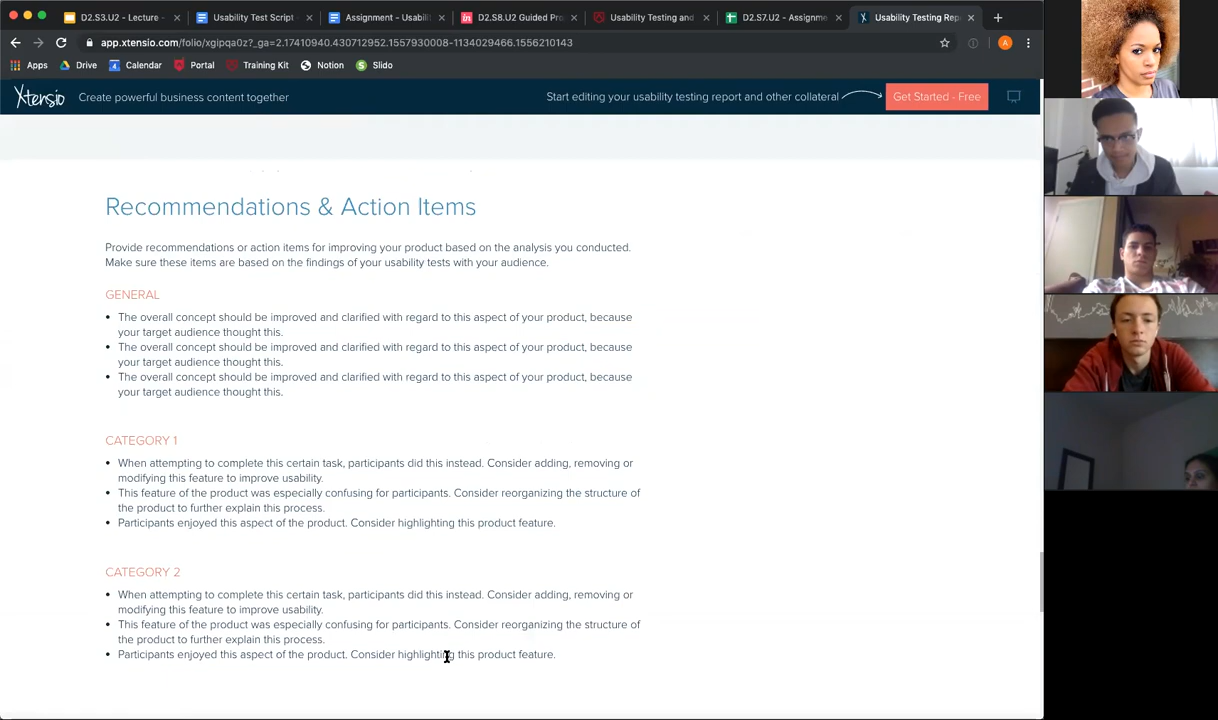 D2.S3.U2 - Lecture -
Usability Test Script -
Assignment - Usabili
D2.S8.U2 Guided Pro
Usability Testing and
D2.S7.U2 - Assignme
Usability Testing Rep
app.xtensio.com/folio/xgipqa0z?_ga=2.17410940.430712952.1557930008-1134029466.1556210143
A
Apps Drive Calendar Portal Training Kit Notion Slido
Xtensio Create powerful business content together Start editing your usability testing report and other collateral Get Started - Free
Recommendations & Action Items
Provide recommendations or action items for improving your product based on the analysis you conducted.
Make sure these items are based on the findings of your usability tests with your audience.
GENERAL
• The overall concept should be improved and clarified with regard to this aspect of your product, because
your target audience thought this.
• The overall concept should be improved and clarified with regard to this aspect of your product, because
your target audience thought this.
• The overall concept should be improved and clarified with regard to this aspect of your product, because
your target audience thought this.
CATEGORY 1
• When attempting to complete this certain task, participants did this instead. Consider adding, removing or
modifying this feature to improve usability.
• This feature of the product was especially confusing for participants. Consider reorganizing the structure of
the product to further explain this process.
• Participants enjoyed this aspect of the product. Consider highlighting this product feature.
CATEGORY 2
• When attempting to complete this certain task, participants did this instead. Consider adding, removing or
modifying this feature to improve usability.
• This feature of the product was especially confusing for participants. Consider reorganizing the structure of
the product to further explain this process.
• Participants enjoyed this aspect of the product. Consider highlighting this product feature.